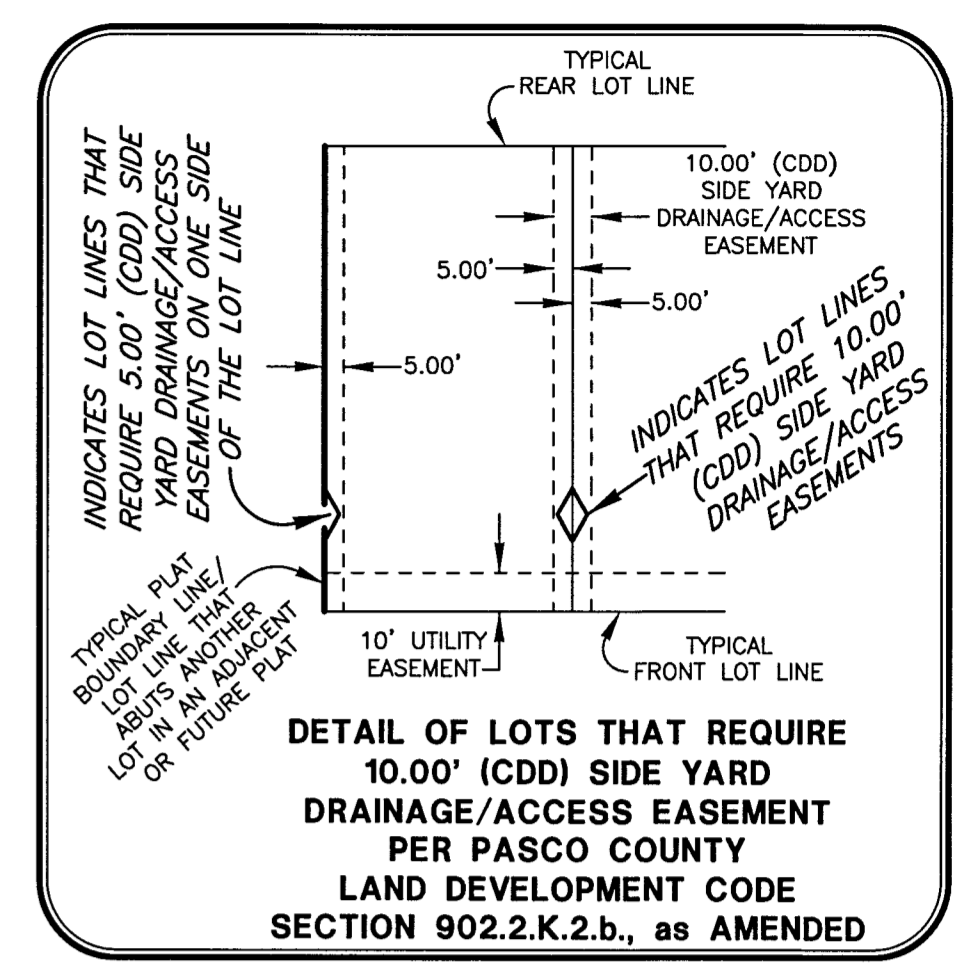 TYPICAL
REAR LOT LINE
INDICATES LOT LINES THAT
REQUIRE 5.00' (CDD) SIDE
YARD DRAINAGE/ACCESS
EASEMENTS ON ONE SIDE
OF THE LOT LINE
10.00' (CDD)
SIDE YARD
DRAINAGE/ACCESS
EASEMENT
5.00'
5.00'
5.00'
INDICATES LOT LINES
THAT REQUIRE 10.00'
(CDD) SIDE YARD
DRAINAGE/ACCESS
EASEMENTS
TYPICAL PLAT
BOUNDARY LINE/
LOT LINE THAT
ABUTS ANOTHER
LOT IN AN ADJACENT
OR FUTURE PLAT
10' UTILITY
EASEMENT
TYPICAL
FRONT LOT LINE
DETAIL OF LOTS THAT REQUIRE
10.00' (CDD) SIDE YARD
DRAINAGE/ACCESS EASEMENT
PER PASCO COUNTY
LAND DEVELOPMENT CODE
SECTION 902.2.K.2.b., as AMENDED